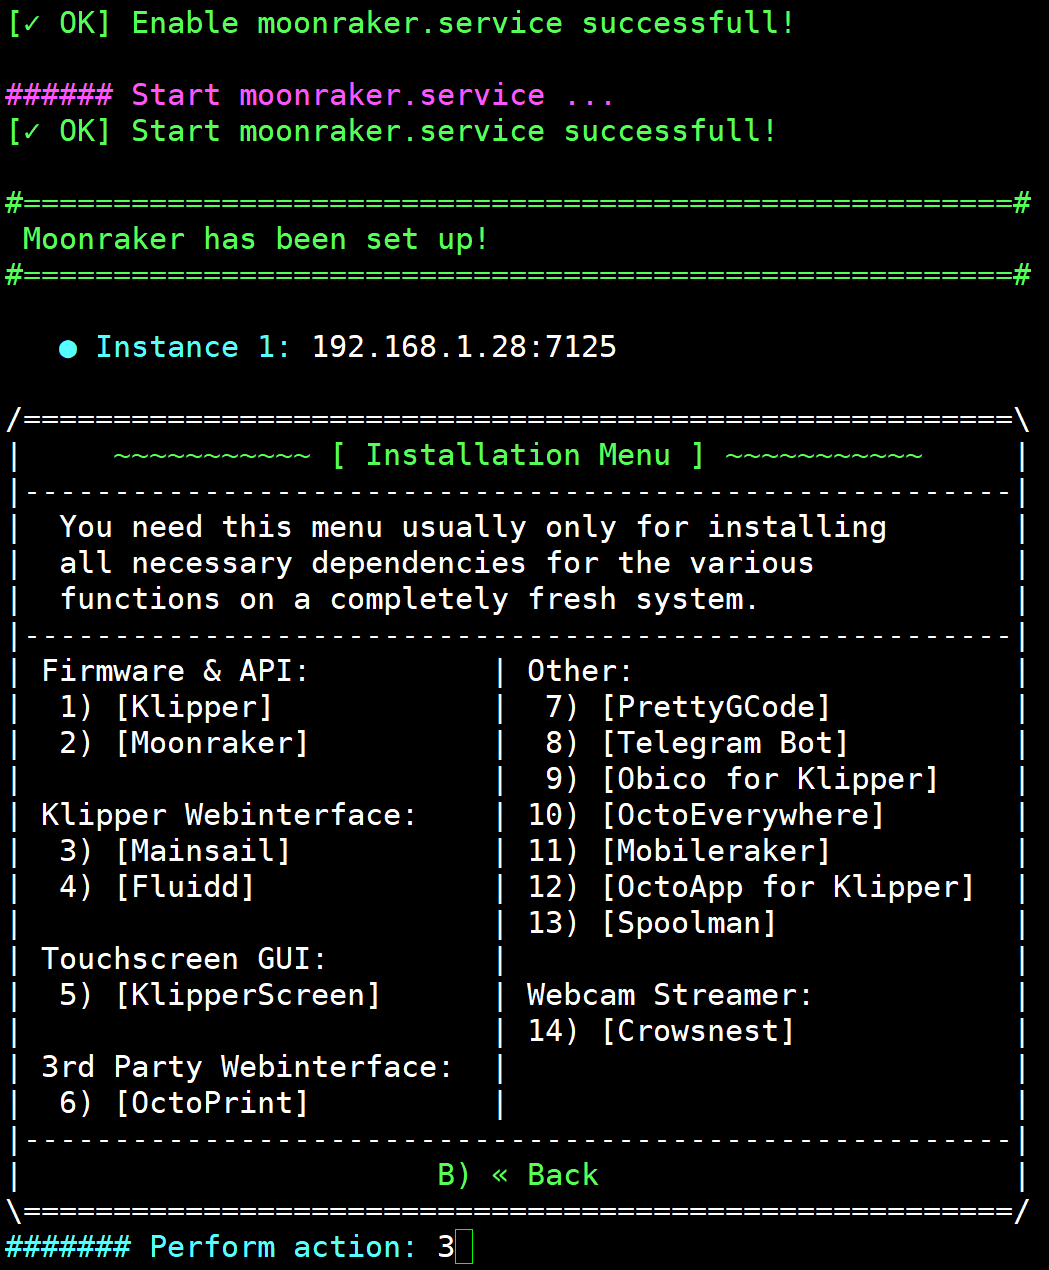 [✓ OK] Enable moonraker.service successfull!
###### Start moonraker.service ...
[✓ OK] Start moonraker.service successfull!
#=======================================================#
 Moonraker has been set up!
#=======================================================#
   ● Instance 1: 192.168.1.28:7125
/=======================================================\
|     ~~~~~~~~~~~ [ Installation Menu ] ~~~~~~~~~~~     |
|-------------------------------------------------------|
|  You need this menu usually only for installing       |
|  all necessary dependencies for the various           |
|  functions on a completely fresh system.              |
|-------------------------------------------------------|
| Firmware & API:          | Other:                     |
|  1) [Klipper]            |  7) [PrettyGCode]          |
|  2) [Moonraker]          |  8) [Telegram Bot]         |
|                          |  9) [Obico for Klipper]    |
| Klipper Webinterface:    | 10) [OctoEverywhere]       |
|  3) [Mainsail]           | 11) [Mobileraker]          |
|  4) [Fluidd]             | 12) [OctoApp for Klipper]  |
|                          | 13) [Spoolman]             |
| Touchscreen GUI:         |                            |
|  5) [KlipperScreen]      | Webcam Streamer:           |
|                          | 14) [Crowsnest]            |
| 3rd Party Webinterface:  |                            |
|  6) [OctoPrint]          |                            |
|-------------------------------------------------------|
|                       B) « Back                       |
\=======================================================/
####### Perform action: 3